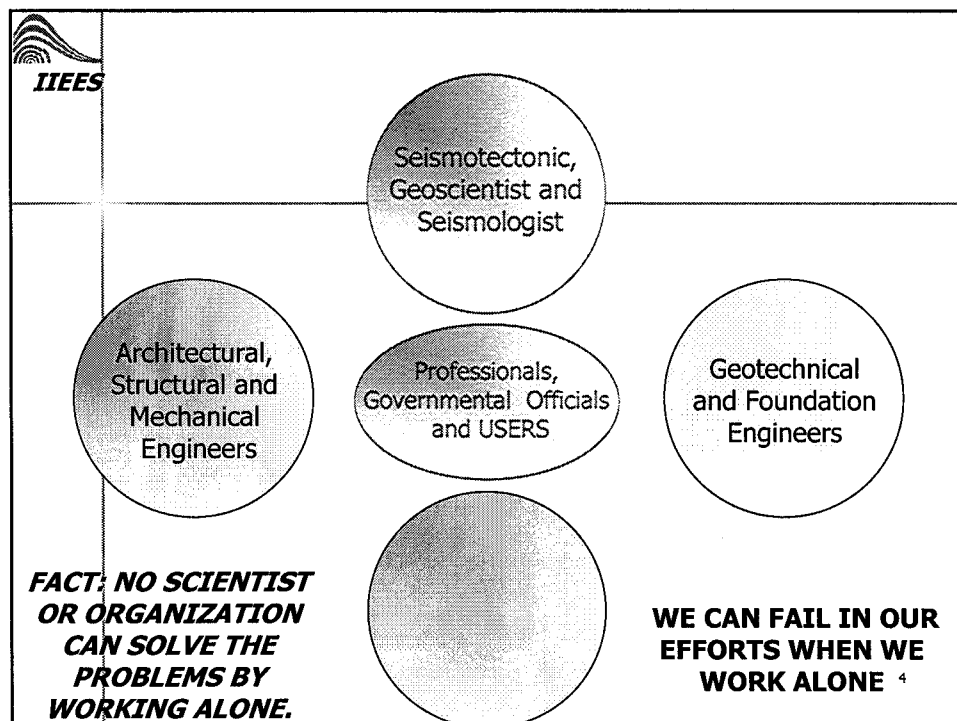 IIEES
Seismotectonic,
Geoscientist and
Seismologist
Architectural,
Structural and
Mechanical
Engineers
Professionals,
Governmental Officials
and USERS
Geotechnical
and Foundation
Engineers
FACT: NO SCIENTIST
OR ORGANIZATION
CAN SOLVE THE
PROBLEMS BY
WORKING ALONE.
WE CAN FAIL IN OUR
EFFORTS WHEN WE
WORK ALONE 4